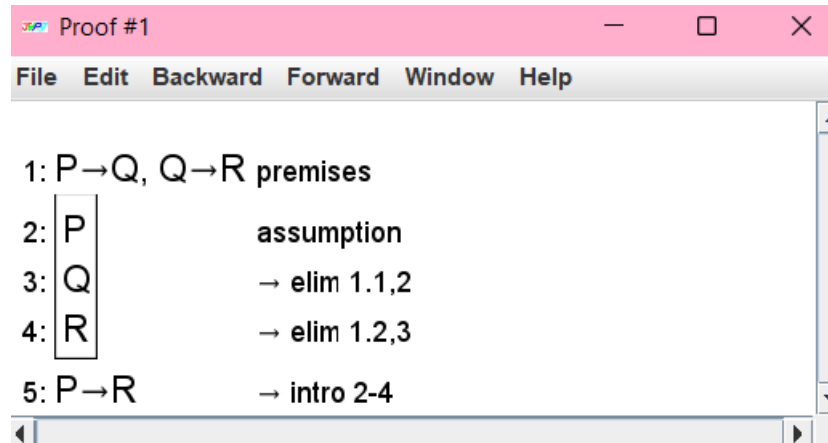 Proof #1
File Edit Backward Forward Window Help
1: P→Q, Q→R premises
2: P assumption
3: Q → elim 1.1,2
4: R → elim 1.2,3
5: P→R → intro 2-4